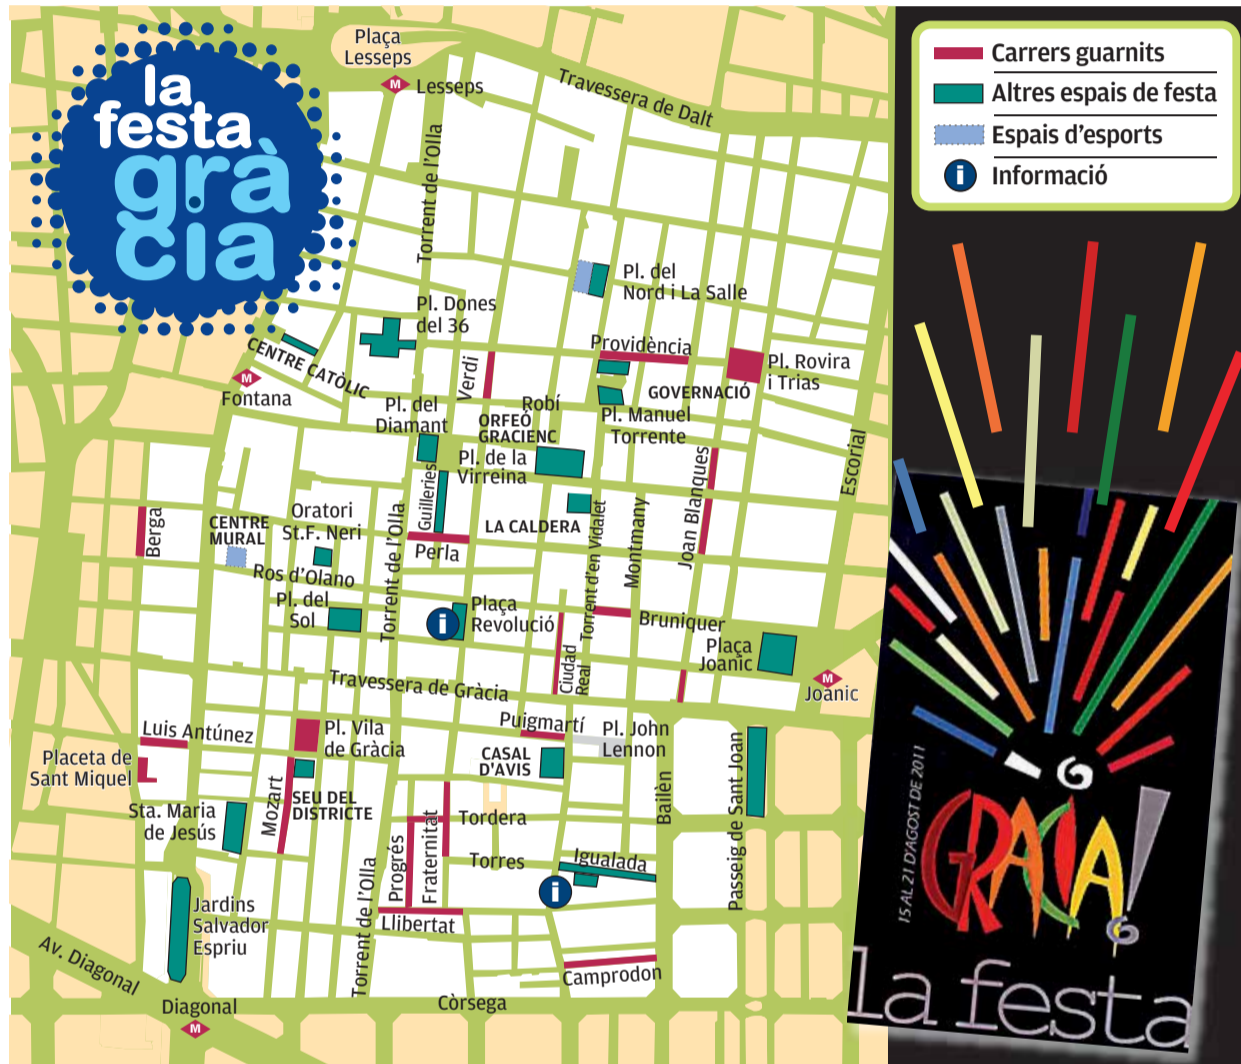 la
festa
grà
cia
Plaça
Lesseps
M
Lesseps
Travessera de Dalt
Torrent de l'Olla
Pl. del
Nord i La Salle
Pl. Dones
del 36
CENTRE CATÒLIC
M
Fontana
Verdi
Providència
Pl. Rovira
i Trias
GOVERNACIÓ
Pl. del
Diamant
Robí
ORFEÓ
GRACIENC
Pl. Manuel
Torrente
Pl. de la
Virreina
Escorial
Guilleries
Joan Blanques
Berga
CENTRE
MURAL
Oratori
St.F. Neri
Torrent de l'Olla
LA CALDERA
Torrent d'en Vidalet
Montmany
Perla
Ros d'Olano
Pl. del
Sol
i
Plaça
Revolució
Bruniquer
Plaça
Joanic
M
Joanic
Ciudad
Real
Travessera de Gràcia
Luis Antúnez
Pl. Vila
de Gràcia
Puigmartí
Pl. John
Lennon
Placeta de
Sant Miquel
CASAL
D'AVIS
Mozart
SEU DEL
DISTRICTE
Sta. Maria
de Jesús
Bailèn
Passeig de Sant Joan
Progrés
Fraternitat
Tordera
Torres
Igualada
i
Torrent de l'Olla
Llibertat
Jardins
Salvador
Espriu
Av. Diagonal
Camprodon
Diagonal
M
Còrsega
Carrers guarnits
Altres espais de festa
Espais d'esports
i
Informació
15 AL 21 D'AGOST DE 2011
GRACIA!
la festa